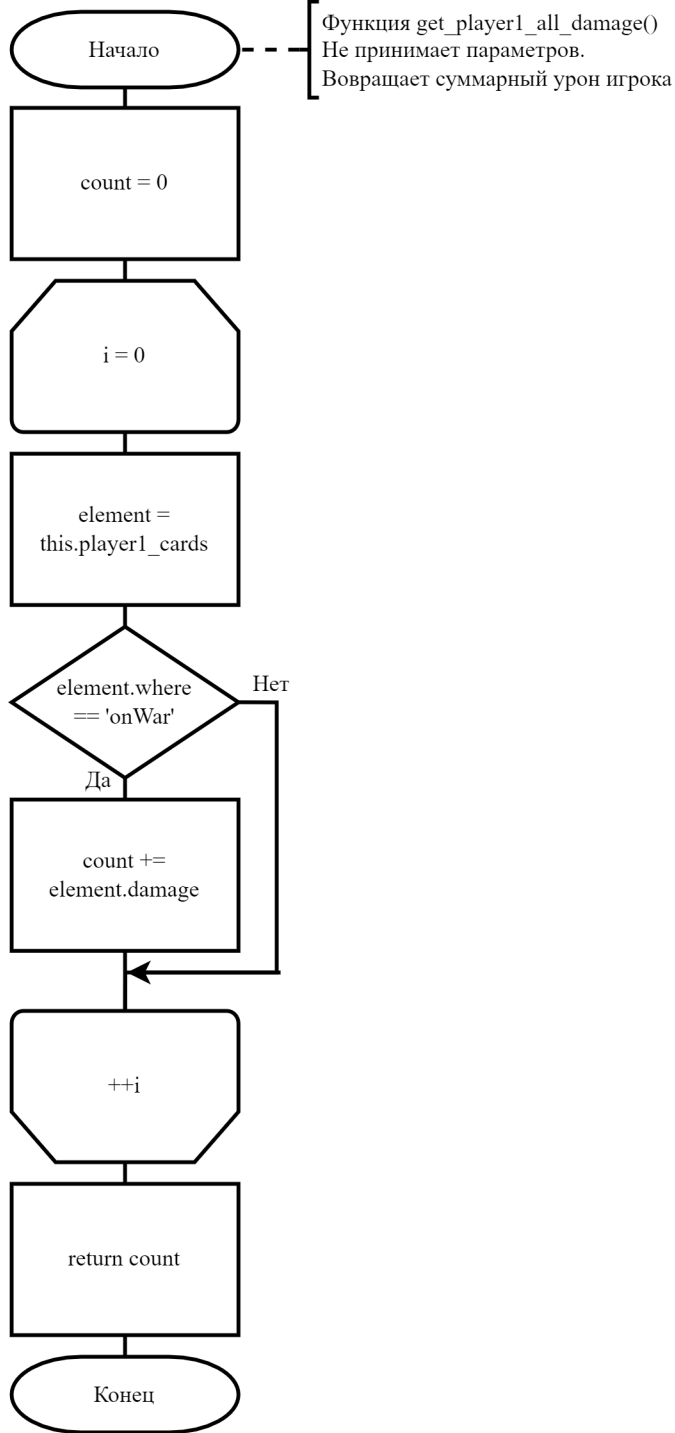 Начало
Функция get_player1_all_damage()
Не принимает параметров.
Вовращает суммарный урон игрока
count = 0
i = 0
element =
this.player1_cards
element.where
== 'onWar'
Нет
Да
count +=
element.damage
++i
return count
Конец